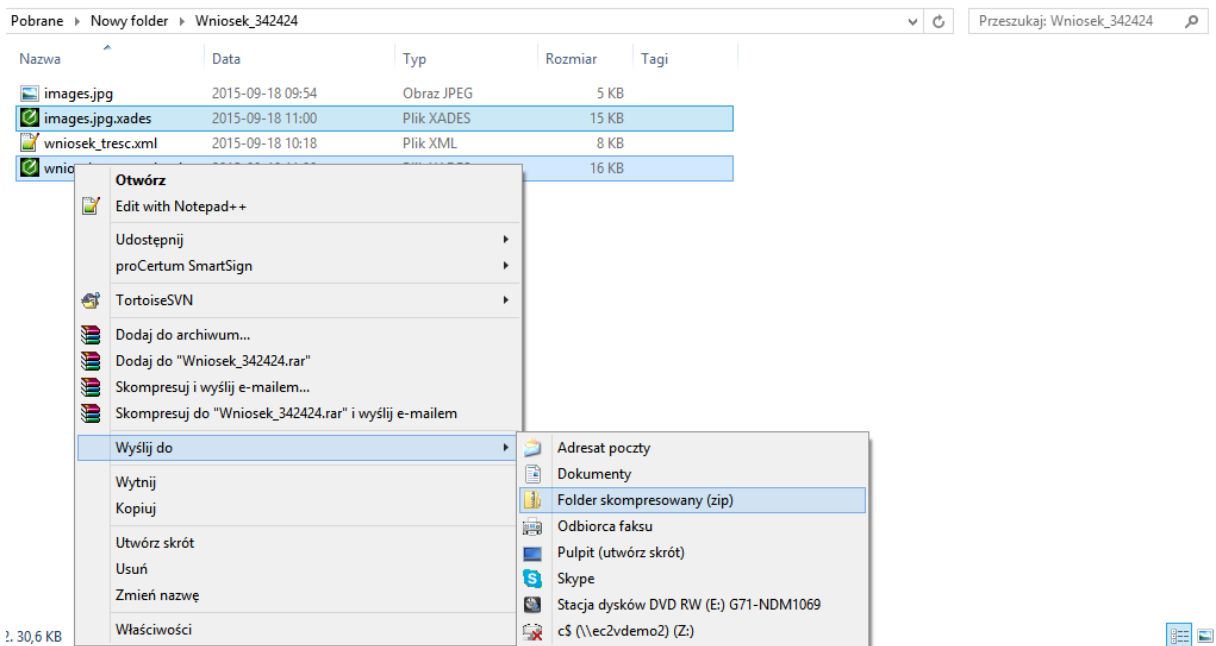 Pobrane Nowy folder Wniosek_342424 Przeszukaj: Wniosek_342424
Nazwa Data Typ Rozmiar Tagi
images.jpg 2015-09-18 09:54 Obraz JPEG 5 KB
images.jpg.xades 2015-09-18 11:00 Plik XADES 15 KB
wniosek_tresc.xml 2015-09-18 10:18 Plik XML 8 KB
16 KB
Otwórz
Edit with Notepad++
Udostępnij
proCertum SmartSign
TortoiseSVN
Dodaj do archiwum...
Dodaj do "Wniosek_342424.rar"
Skompresuj i wyślij e-mailem...
Skompresuj do "Wniosek_342424.rar" i wyślij e-mailem
Wyślij do
Wytnij
Kopiuj
Utwórz skrót
Usuń
Zmień nazwę
Właściwości
Adresat poczty
Dokumenty
Folder skompresowany (zip)
Odbiorca faksu
Pulpit (utwórz skrót)
Skype
Stacja dysków DVD RW (E:) G71-NDM1069
c$ (\\ec2vdemo2) (Z:)
2. 30,6 KB